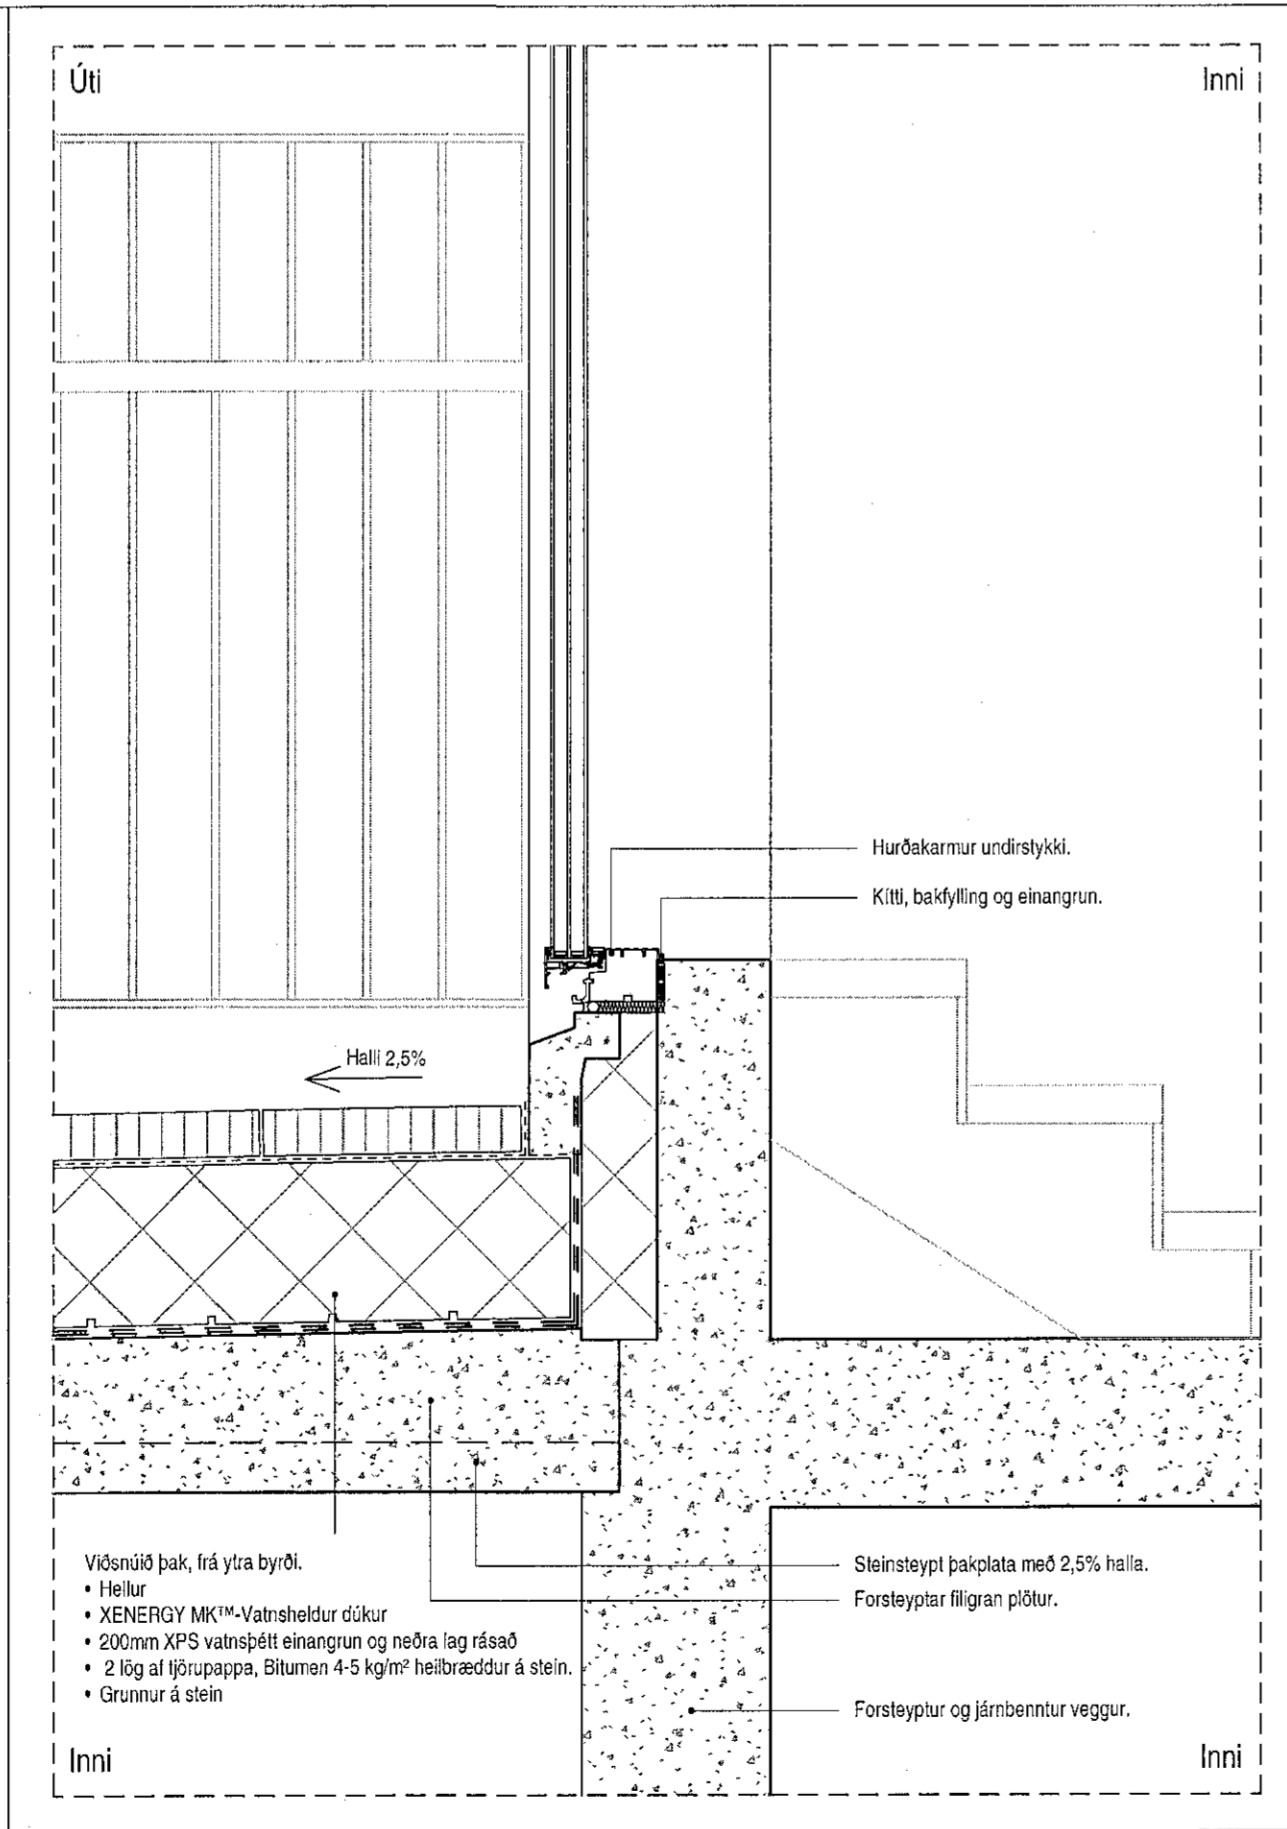 Úti
Inni
Hurðakarmur undirstykki.
Kítti, bakfylling og einangrun.
Halli 2,5%
Viðsnúið þak, frá ytra byrði.
• Hellur
• XENERGY MK™-Vatnsheldur dúkur
• 200mm XPS vatnsþétt einangrun og neðra lag rásað
• 2 lög af tjörupappa, Bitumen 4-5 kg/m² heilbræddur á stein.
• Grunnur á stein
Steinsteypt þakplata með 2,5% halla.
Forsteyptar filigran plötur.
Forsteyptur og járnbenntur veggur.
Inni
Inni